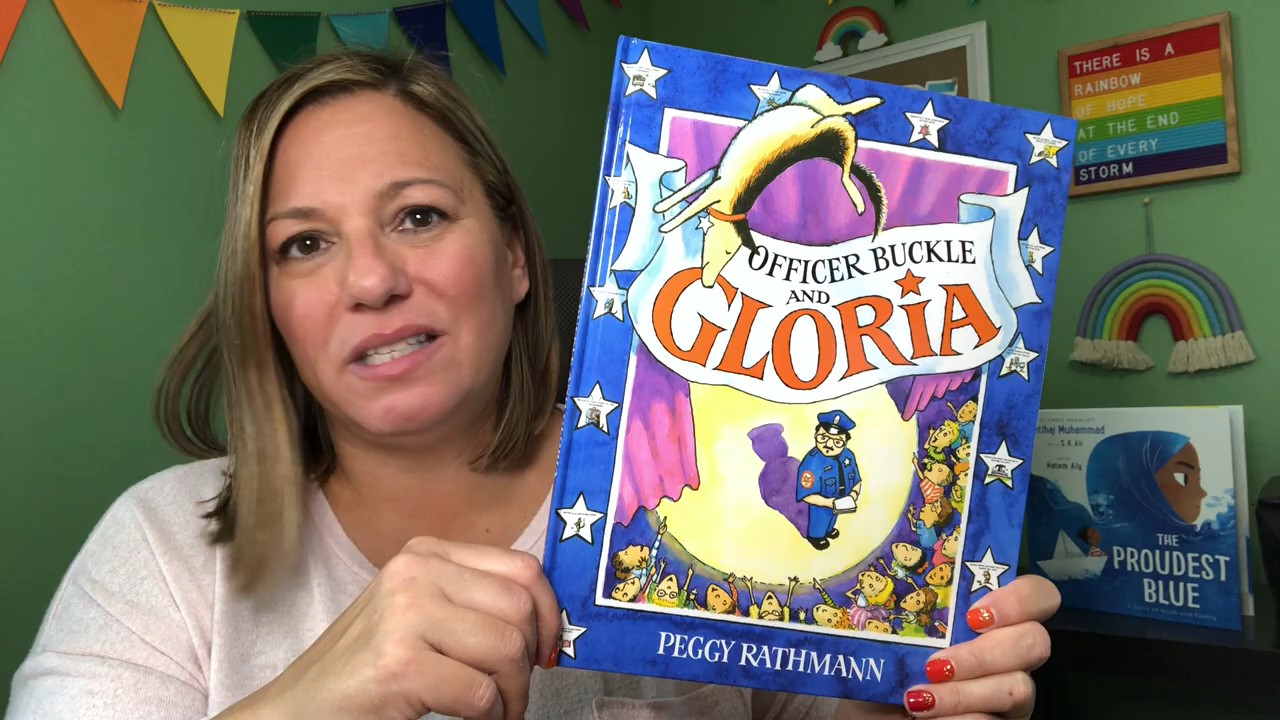 OFFICER BUCKLE
AND
GLORIA
PEGGY RATHMANN
THERE IS A
RAINBOW
OF HOPE
AT THE END
OF EVERY
STORM
Muhammad
S. K. Ali
Hatem Aly
THE
PROUDEST
BLUE